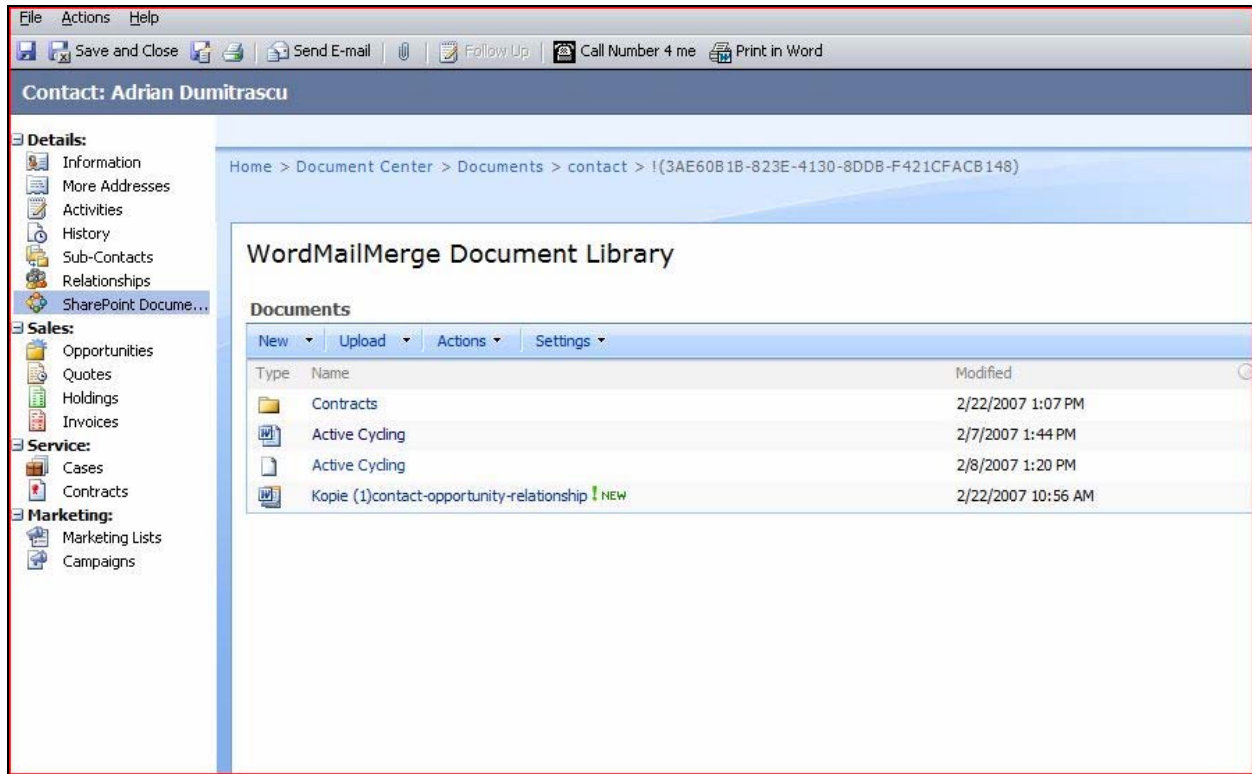 File Actions Help
Save and Close Send E-mail Follow Up Call Number 4 me Print in Word
Contact: Adrian Dumitrascu
Details:
Information
More Addresses
Activities
History
Sub-Contacts
Relationships
SharePoint Docume...
Sales:
Opportunities
Quotes
Holdings
Invoices
Service:
Cases
Contracts
Marketing:
Marketing Lists
Campaigns
Home > Document Center > Documents > contact > !(3AE60B1B-823E-4130-8DDB-F421CFACB148)
WordMailMerge Document Library
Documents
New Upload Actions Settings
Type Name Modified
Contracts 2/22/2007 1:07 PM
Active Cycling 2/7/2007 1:44 PM
Active Cycling 2/8/2007 1:20 PM
Kopie (1)contact-opportunity-relationship ! NEW 2/22/2007 10:56 AM